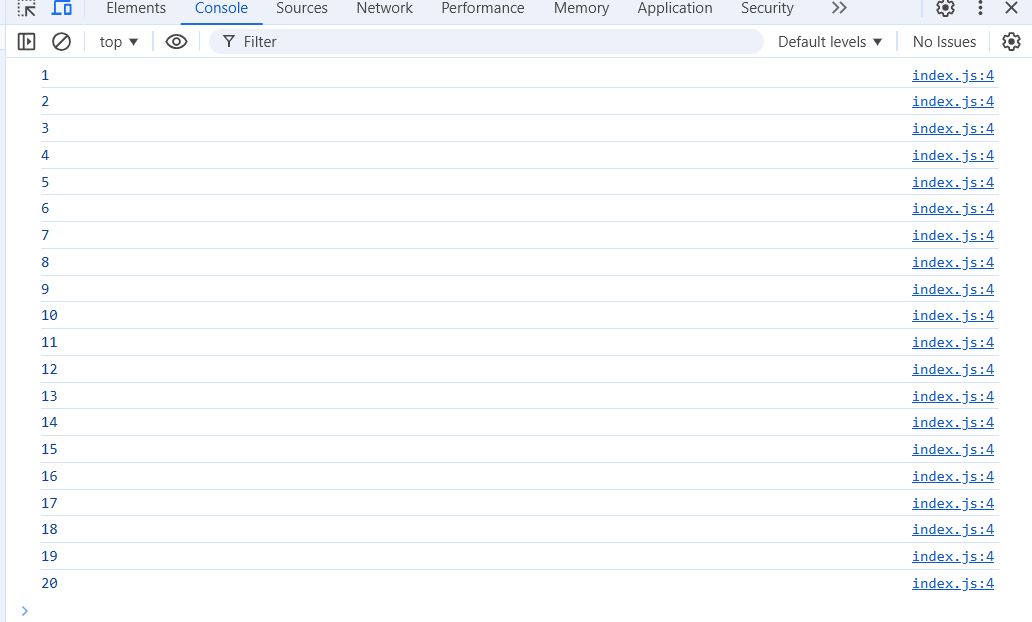 Elements Console Sources Network Performance Memory Application Security
top Filter Default levels No Issues
1 index.js:4
2 index.js:4
3 index.js:4
4 index.js:4
5 index.js:4
6 index.js:4
7 index.js:4
8 index.js:4
9 index.js:4
10 index.js:4
11 index.js:4
12 index.js:4
13 index.js:4
14 index.js:4
15 index.js:4
16 index.js:4
17 index.js:4
18 index.js:4
19 index.js:4
20 index.js:4